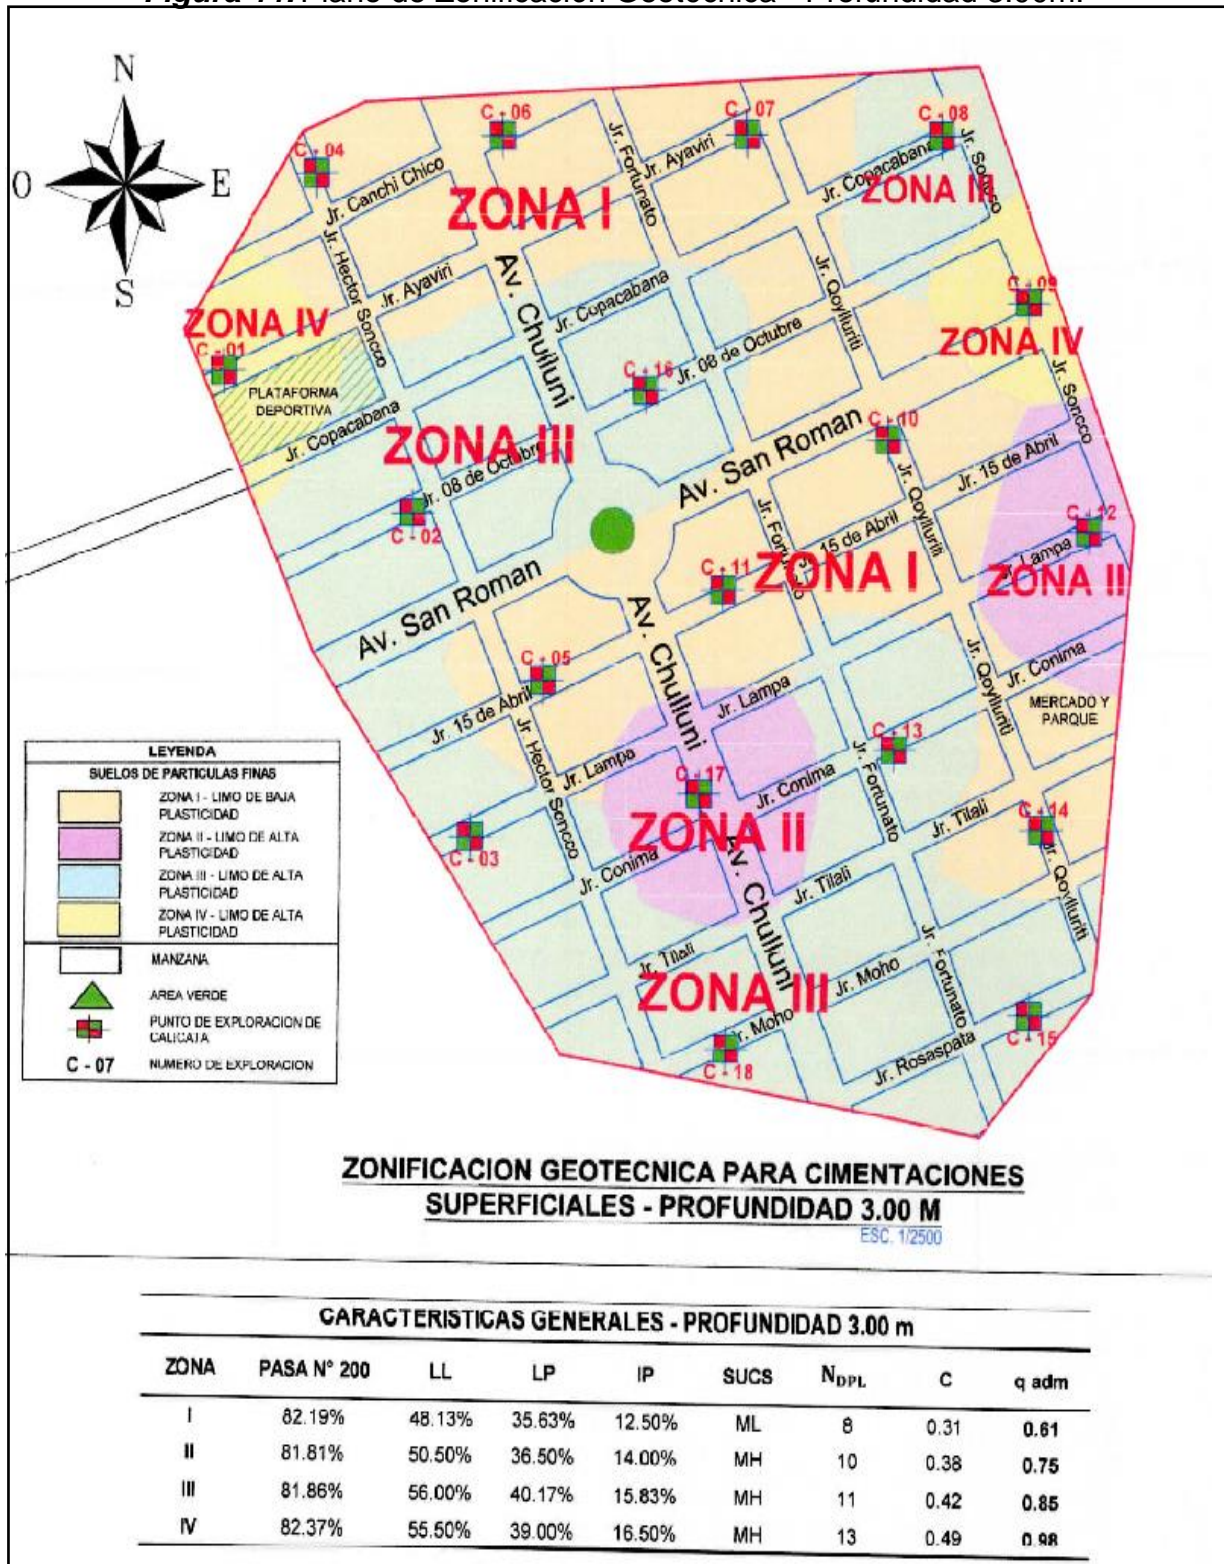 N
O
E
S
C - 06
C - 07
C - 08
C - 04
Jr. Canchi Chico
Jr. Fortunato
Jr. Ayaviri
Jr. Copacabana
Jr. Soncco
ZONA I
ZONA III
Jr. Hector Soncco
Jr. Ayaviri
Av. Chulluni
Jr. Copacabana
Jr. Qoylluriti
C - 09
ZONA IV
C - 01
ZONA IV
PLATAFORMA
DEPORTIVA
C - 16
Jr. 08 de Octubre
Jr. Soncco
Jr. Copacabana
ZONA III
Jr. 08 de Octubre
Av. San Roman
C - 10
Jr. 15 de Abril
C - 02
Jr. Fortunato
Jr. Qoylluriti
15 de Abril
C - 12
Jr. Lampa
C - 11
ZONA I
ZONA II
Av. San Roman
Av. Chulluni
C - 05
Jr. 15 de Abril
Jr. Lampa
Jr. Qoylluriti
Jr. Conima
MERCADO Y
PARQUE
Jr. Hector Soncco
Jr. Lampa
C - 17
Jr. Conima
C - 13
Jr. Fortunato
Jr. Tilali
C - 14
C - 03
ZONA II
Jr. Conima
Av. Chulluni
Jr. Tilali
Jr. Qoylluriti
Jr. Tilali
ZONA III
Jr. Moho
Jr. Fortunato
Jr. Moho
C - 18
Jr. Rosaspata
C - 15
LEYENDA
SUELOS DE PARTICULAS FINAS
ZONA I - LIMO DE BAJA
PLASTICIDAD
ZONA II - LIMO DE ALTA
PLASTICIDAD
ZONA III - LIMO DE ALTA
PLASTICIDAD
ZONA IV - LIMO DE ALTA
PLASTICIDAD
MANZANA
AREA VERDE
PUNTO DE EXPLORACION DE
CALICATA
C - 07 NUMERO DE EXPLORACION
ZONIFICACION GEOTECNICA PARA CIMENTACIONES
SUPERFICIALES - PROFUNDIDAD 3.00 M
ESC. 1/2500
CARACTERISTICAS GENERALES - PROFUNDIDAD 3.00 m
ZONA PASA N° 200 LL LP IP SUCS N_DPL C q adm
I 82.19% 48.13% 35.63% 12.50% ML 8 0.31 0.61
II 81.81% 50.50% 36.50% 14.00% MH 10 0.38 0.75
III 81.86% 56.00% 40.17% 15.83% MH 11 0.42 0.85
IV 82.37% 55.50% 39.00% 16.50% MH 13 0.49 0.98